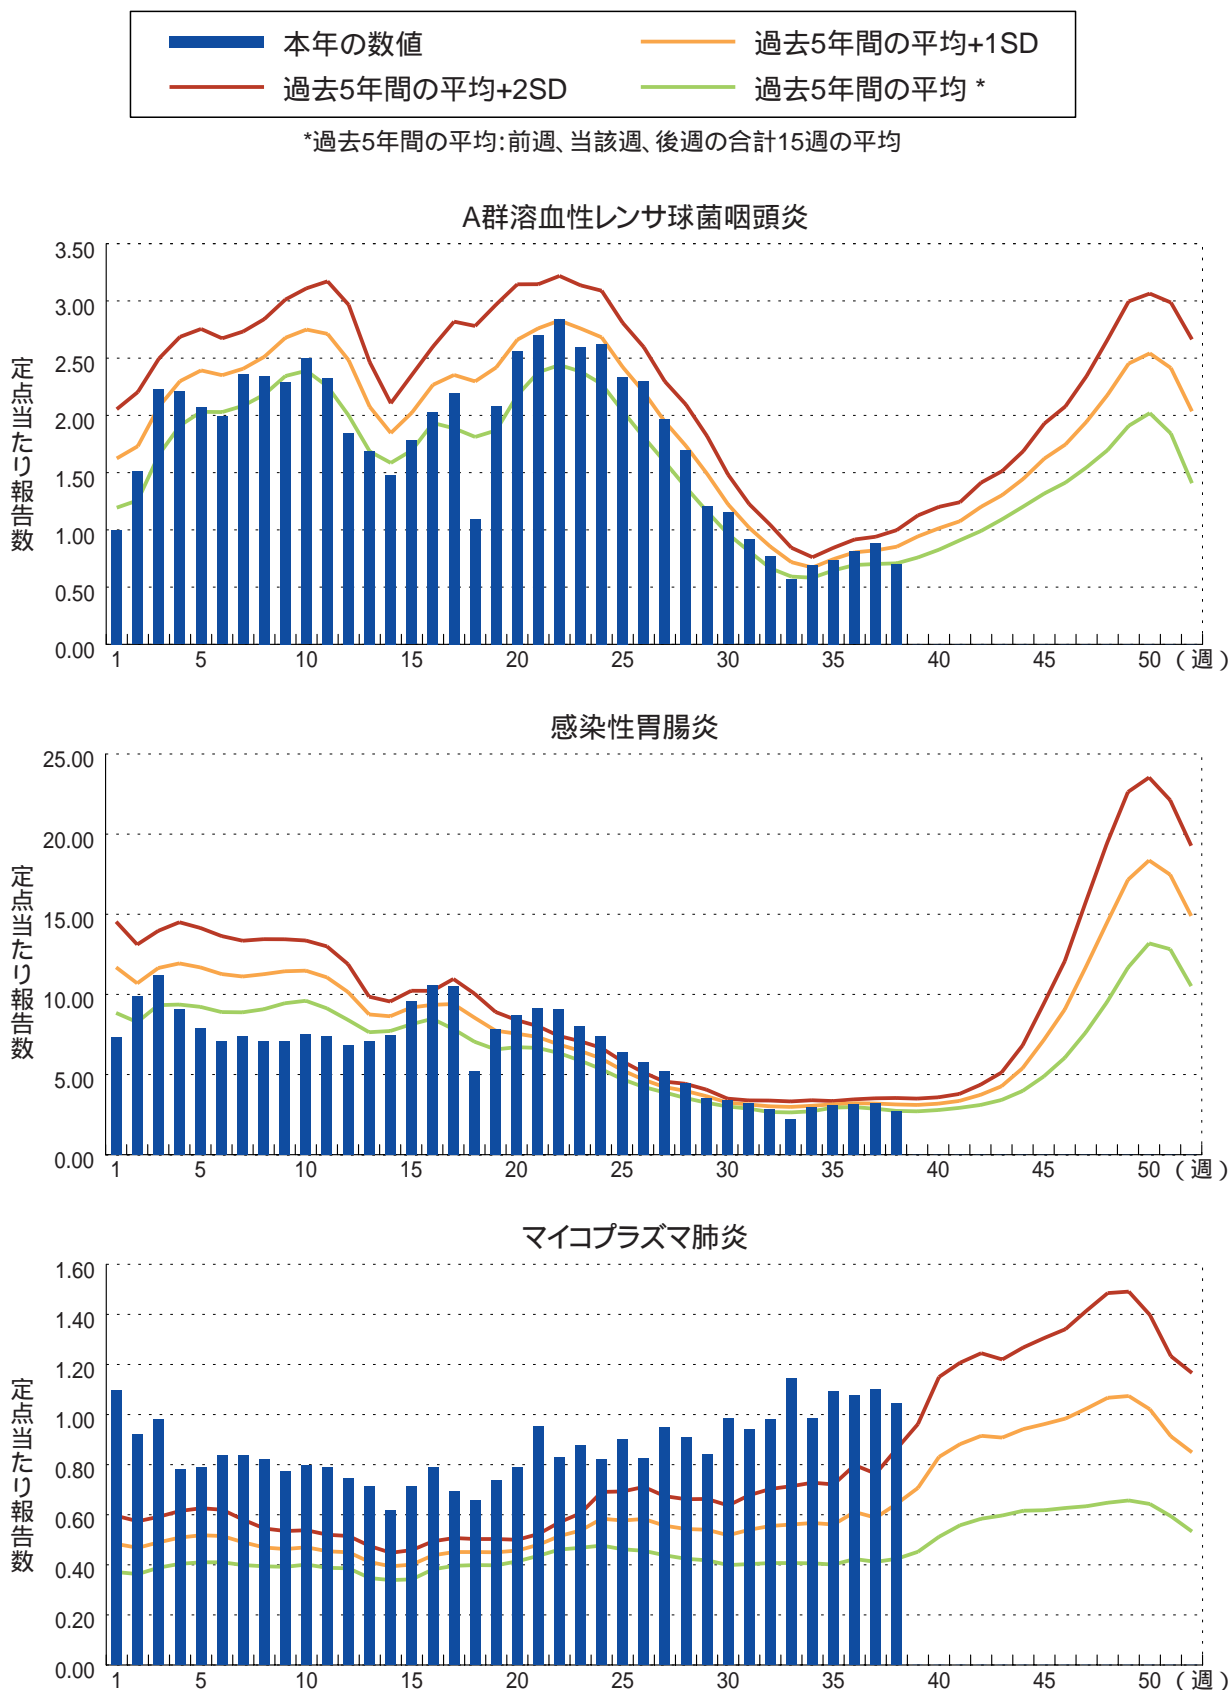 本年の数値
過去5年間の平均+1SD
過去5年間の平均+2SD
過去5年間の平均 *
*過去5年間の平均:前週、当該週、後週の合計15週の平均
A群溶血性レンサ球菌咽頭炎
定点当たり報告数
3.50
3.00
2.50
2.00
1.50
1.00
0.50
0.00
1 5 10 15 20 25 30 35 40 45 50 (週)
感染性胃腸炎
定点当たり報告数
25.00
20.00
15.00
10.00
5.00
0.00
1 5 10 15 20 25 30 35 40 45 50 (週)
マイコプラズマ肺炎
定点当たり報告数
1.60
1.40
1.20
1.00
0.80
0.60
0.40
0.20
0.00
1 5 10 15 20 25 30 35 40 45 50 (週)